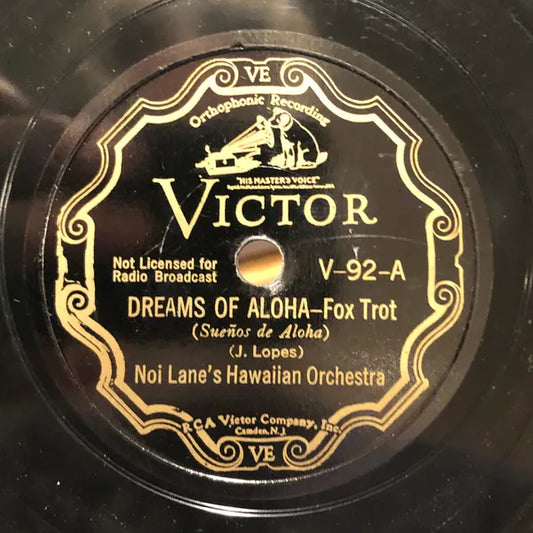 VE
Orthophonic Recording
"HIS MASTER'S VOICE"
VICTOR
Not Licensed for
Radio Broadcast
V-92-A
DREAMS OF ALOHA-Fox Trot
(Sueños de Aloha)
(J. Lopes)
Noi Lane's Hawaiian Orchestra
RCA Victor Company, Inc.
Camden, N.J.
VE